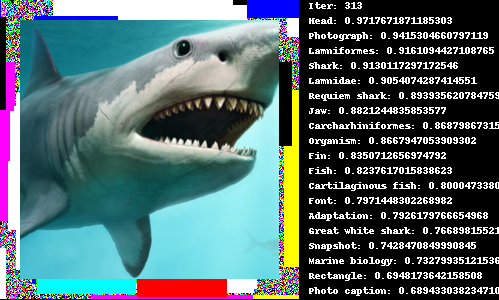 Iter: 313
Head: 0.9717671871185303
Photograph: 0.9415304660797119
Lamniformes: 0.9161094427108765
Shark: 0.9130117297172546
Lamnidae: 0.9054074287414551
Requiem shark: 0.893935620784759
Jaw: 0.8821244835853577
Carcharhiniformes: 0.86879867315
Organism: 0.8667947053909302
Fin: 0.8350712656974792
Fish: 0.8237617015838623
Cartilaginous fish: 0.8000473380
Font: 0.7971448302268982
Adaptation: 0.7926179766654968
Great white shark: 0.76689815521
Snapshot: 0.7428470849990845
Marine biology: 0.73279935121536
Rectangle: 0.6948173642158508
Photo caption: 0.689433038234710